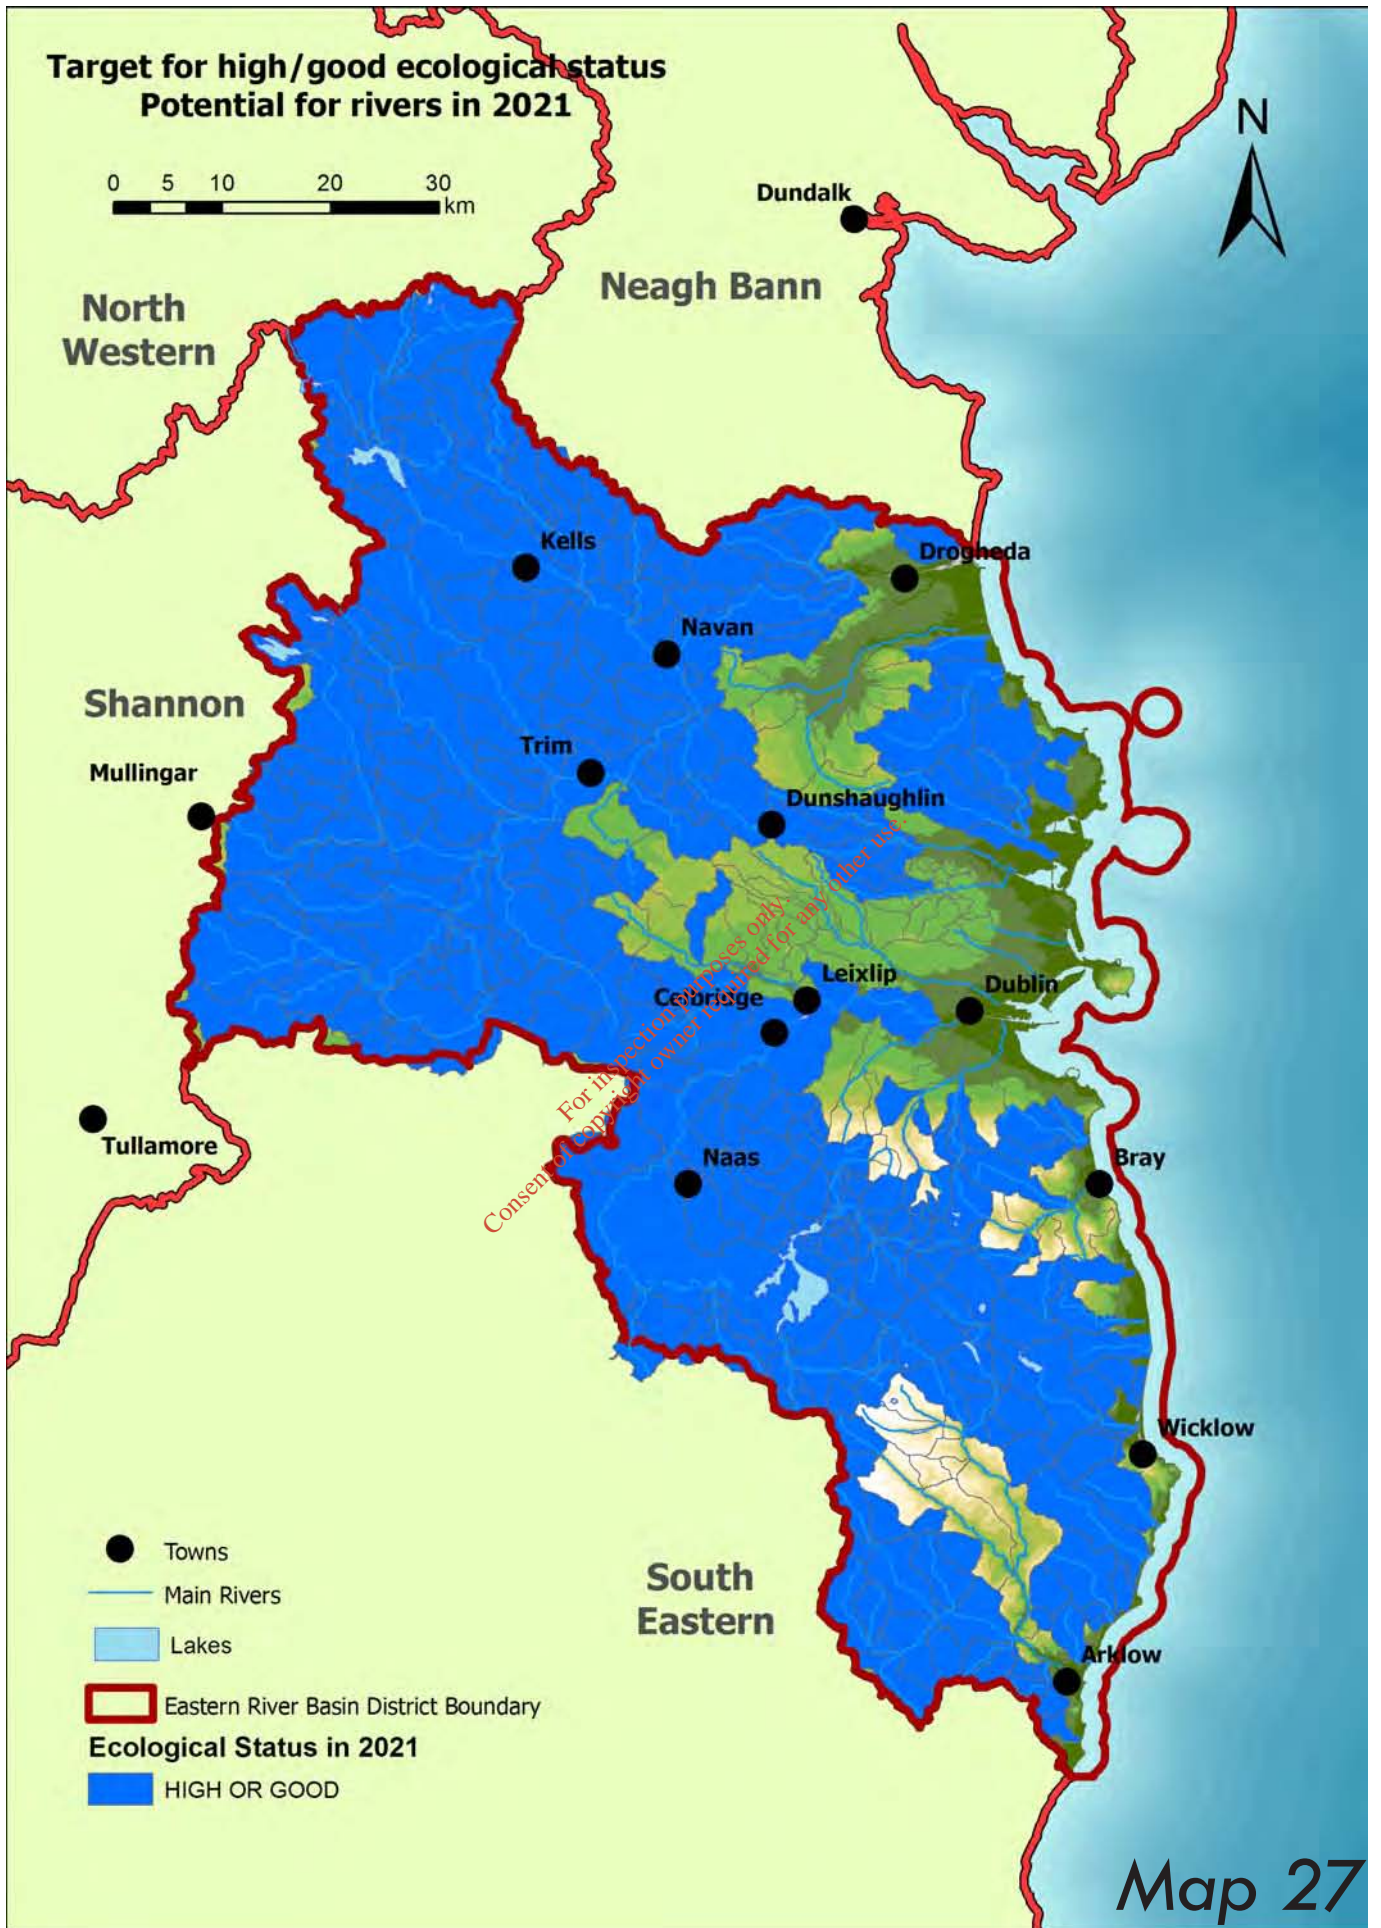 Target for high/good ecological status
Potential for rivers in 2021
0 5 10 20 30
km
N
Dundalk
Neagh Bann
North
Western
Kells
Drogheda
Navan
Shannon
Trim
Mullingar
Dunshaughlin
Leixlip
Celbridge
Dublin
For inspection purposes only.
Consent of copyright owner required for any other use.
Tullamore
Naas
Bray
Wicklow
South
Eastern
Arklow
Towns
Main Rivers
Lakes
Eastern River Basin District Boundary
Ecological Status in 2021
HIGH OR GOOD
Map 27